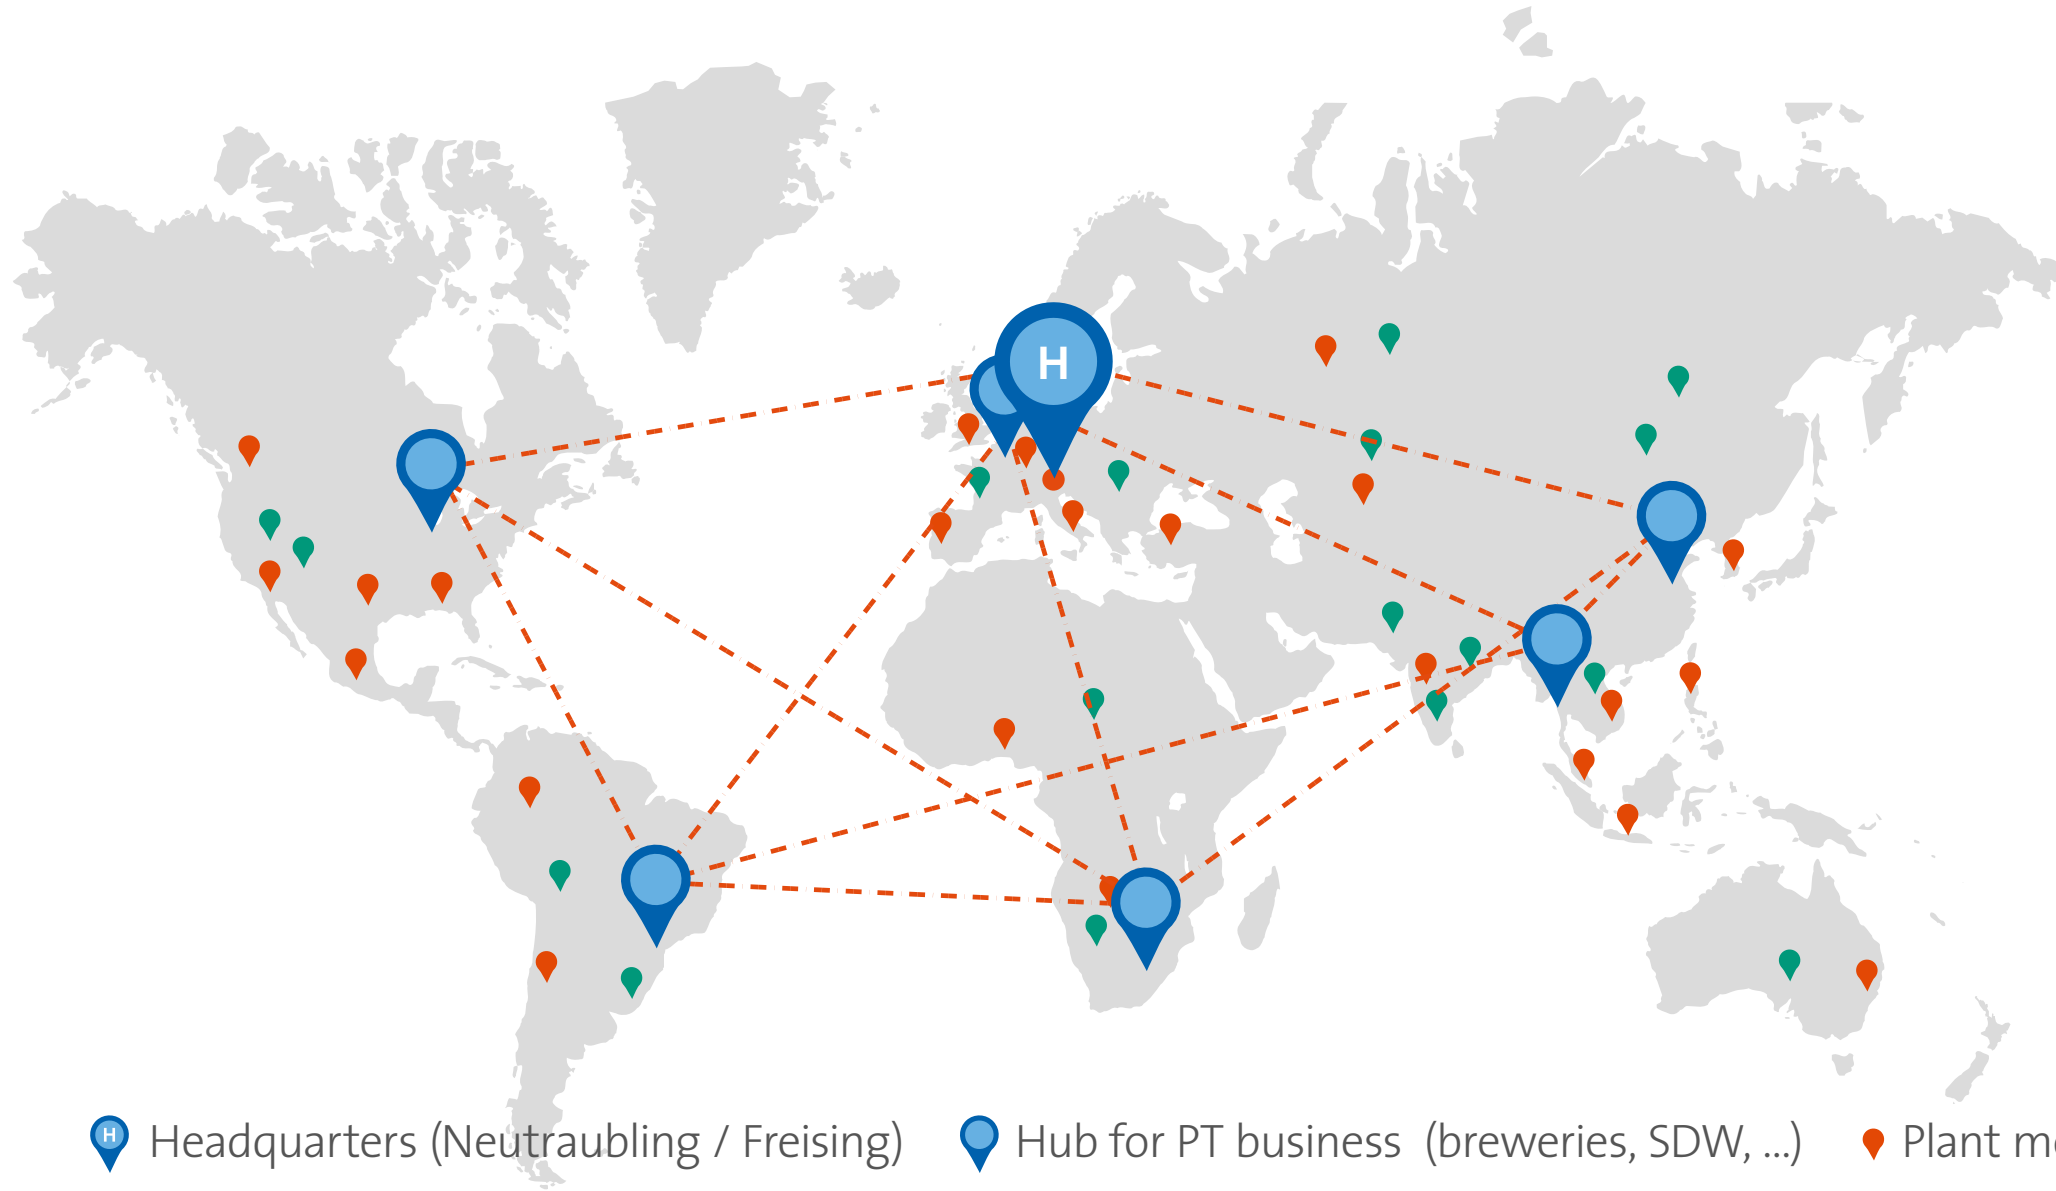 H
H Headquarters (Neutraubling / Freising) Hub for PT business (breweries, SDW, ...) Plant